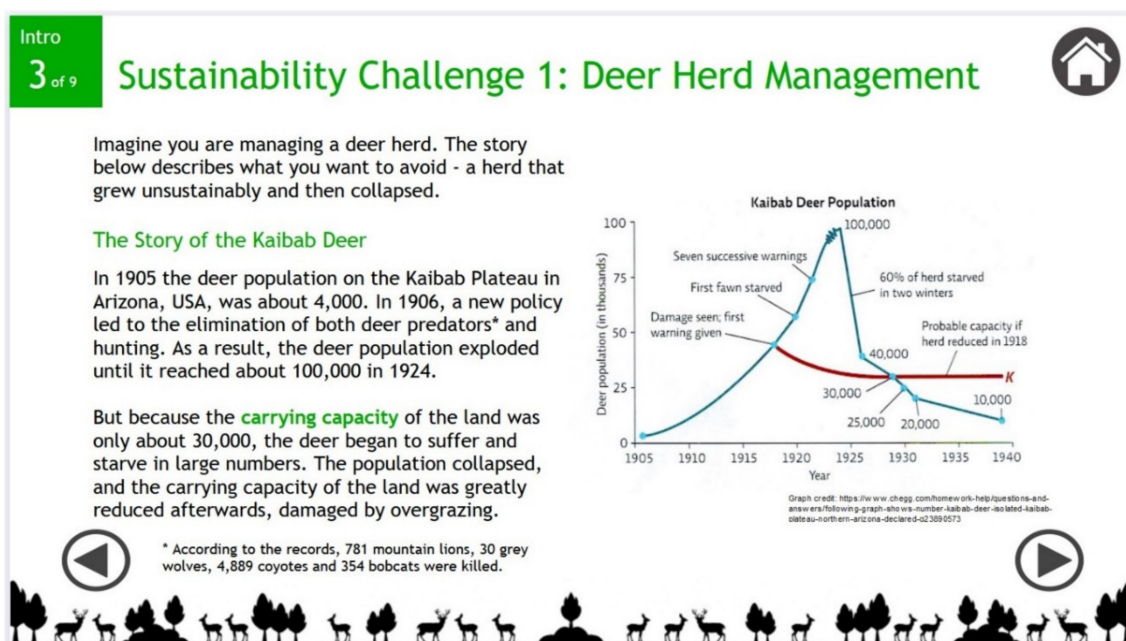 Intro
3 of 9
Sustainability Challenge 1: Deer Herd Management
Imagine you are managing a deer herd. The story
below describes what you want to avoid - a herd that
grew unsustainably and then collapsed.
The Story of the Kaibab Deer
In 1905 the deer population on the Kaibab Plateau in
Arizona, USA, was about 4,000. In 1906, a new policy
led to the elimination of both deer predators* and
hunting. As a result, the deer population exploded
until it reached about 100,000 in 1924.
But because the carrying capacity of the land was
only about 30,000, the deer began to suffer and
starve in large numbers. The population collapsed,
and the carrying capacity of the land was greatly
reduced afterwards, damaged by overgrazing.
* According to the records, 781 mountain lions, 30 grey
wolves, 4,889 coyotes and 354 bobcats were killed.
Kaibab Deer Population
Deer population (in thousands)
100
75
50
25
0
100,000
Seven successive warnings
First fawn starved
Damage seen; first
warning given
60% of herd starved
in two winters
Probable capacity if
herd reduced in 1918
40,000
K
30,000
25,000
20,000
10,000
1905 1910 1915 1920 1925 1930 1935 1940
Year
Graph credit: https://www.chegg.com/homework-help/questions-and-
answers/following-graph-shows-number-kaibab-deer-isolated-kaibab-
plateau-northern-arizona-declared-q23890573